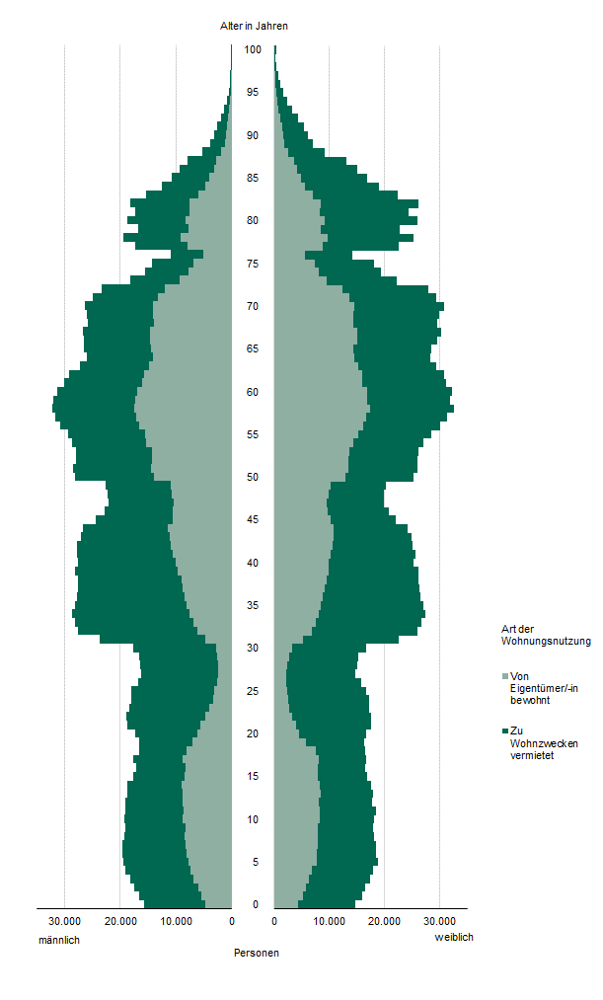 Alter in Jahren
100
95
90
85
80
75
70
65
60
55
50
45
40
35
30
25
20
15
10
5
0
Art der
Wohnungsnutzung
Von
Eigentümer/-in
bewohnt
Zu
Wohnzwecken
vermietet
30.000 20.000 10.000 0 0 10.000 20.000 30.000
männlich weiblich
Personen